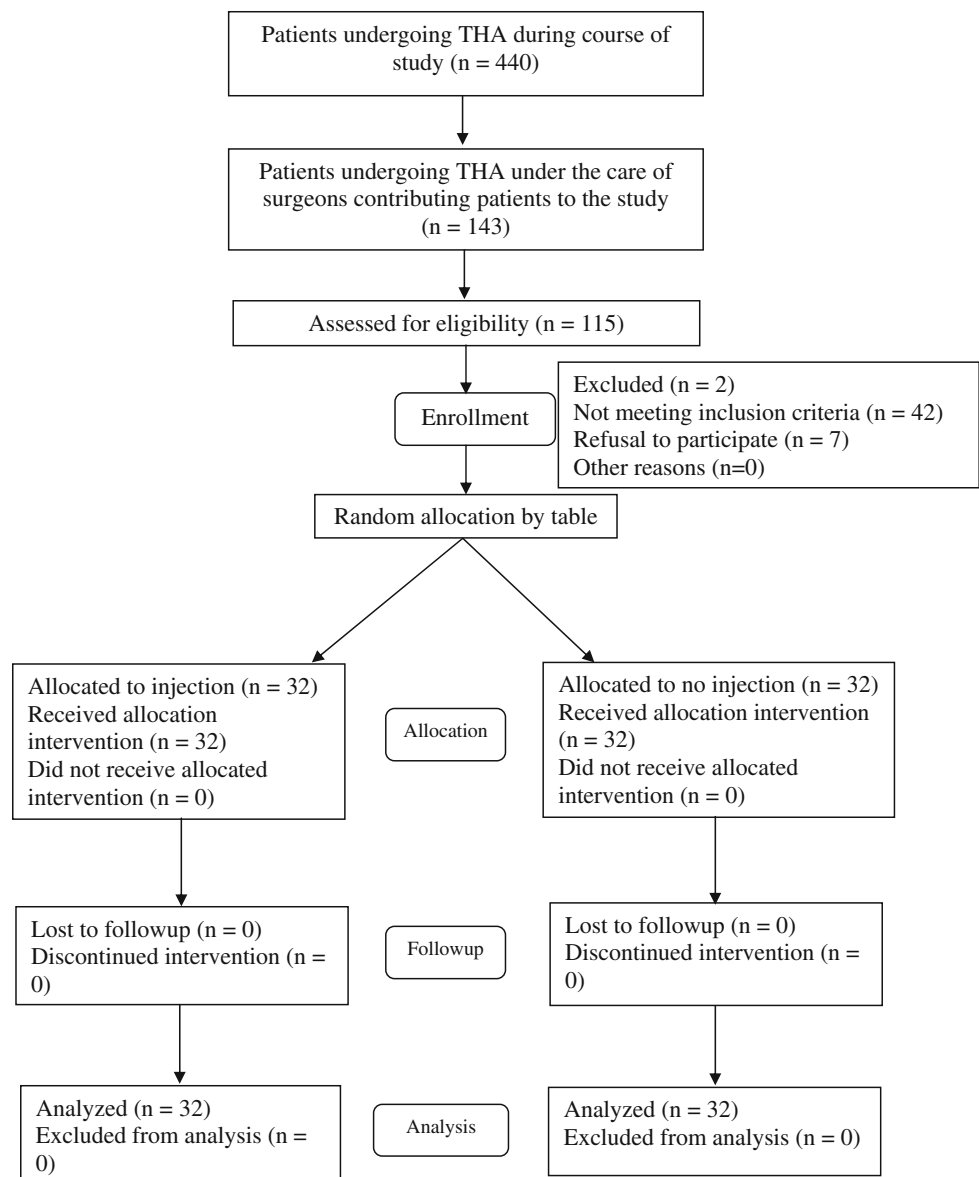 Patients undergoing THA during course of
study (n = 440)
Patients undergoing THA under the care of
surgeons contributing patients to the study
(n = 143)
Assessed for eligibility (n = 115)
Enrollment
Excluded (n = 2)
Not meeting inclusion criteria (n = 42)
Refusal to participate (n = 7)
Other reasons (n=0)
Random allocation by table
Allocated to injection (n = 32)
Received allocation
intervention (n = 32)
Did not receive allocated
intervention (n = 0)
Allocation
Allocated to no injection (n = 32)
Received allocation intervention
(n = 32)
Did not receive allocated
intervention (n = 0)
Lost to followup (n = 0)
Discontinued intervention (n =
0)
Followup
Lost to followup (n = 0)
Discontinued intervention (n =
0)
Analyzed (n = 32)
Excluded from analysis (n =
0)
Analysis
Analyzed (n = 32)
Excluded from analysis (n = 0)